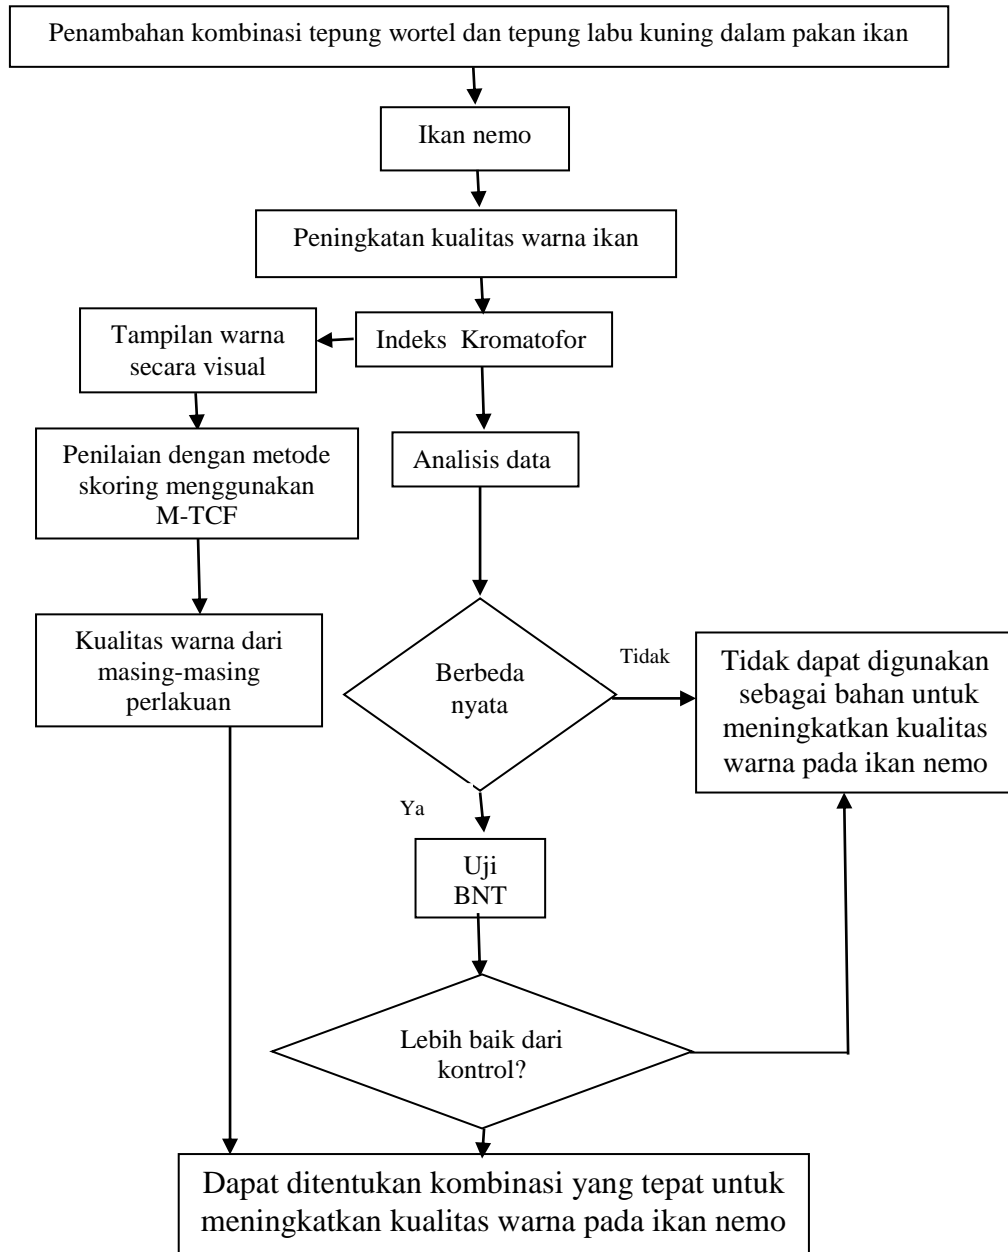 Penambahan kombinasi tepung wortel dan tepung labu kuning dalam pakan ikan
Ikan nemo
Peningkatan kualitas warna ikan
Indeks Kromatofor
Tampilan warna
secara visual
Penilaian dengan metode
skoring menggunakan
M-TCF
Kualitas warna dari
masing-masing
perlakuan
Analisis data
Berbeda
nyata
Tidak
Tidak dapat digunakan
sebagai bahan untuk
meningkatkan kualitas
warna pada ikan nemo
Ya
Uji
BNT
Lebih baik dari
kontrol?
Dapat ditentukan kombinasi yang tepat untuk
meningkatkan kualitas warna pada ikan nemo